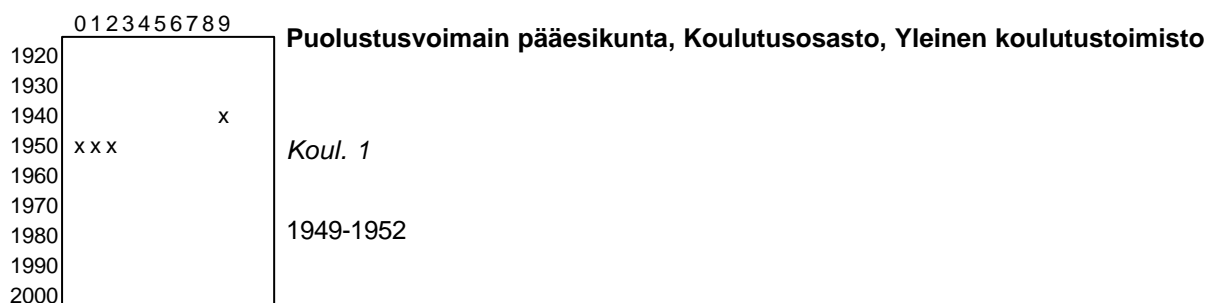 0123456789
Puolustusvoimain pääesikunta, Koulutusosasto, Yleinen koulutustoimisto
1920
1930
1940 x
1950 x x x
Koul. 1
1960
1970
1980
1949-1952
1990
2000